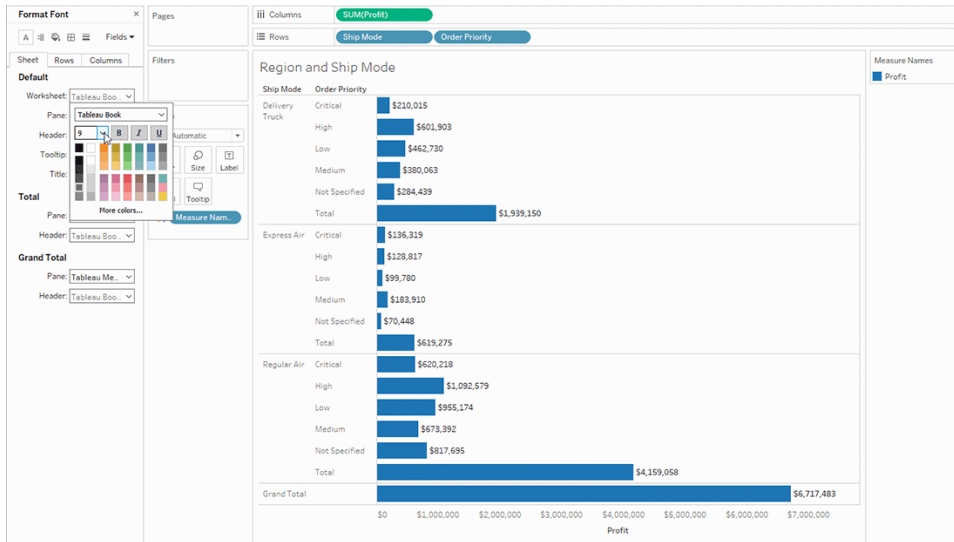 Format Font ×
A Fields
Sheet Rows Columns
Default
Worksheet: Tableau Boo..
Pane:
Tableau Book
Header:
9 B I U
Tooltip:
Title:
More colors...
Total
Pane:
Header: Tableau Boo..
Grand Total
Pane: Tableau Me..
Header: Tableau Boo..
Pages
Filters
Automatic
Size Label
Tooltip
Measure Nam..
Columns SUM(Profit)
Rows Ship Mode Order Priority
Region and Ship Mode
Ship Mode Order Priority
Delivery Truck Critical $210,015
High $601,903
Low $462,730
Medium $380,063
Not Specified $284,439
Total $1,939,150
Express Air Critical $136,319
High $128,817
Low $99,780
Medium $183,910
Not Specified $70,448
Total $619,275
Regular Air Critical $620,218
High $1,092,579
Low $955,174
Medium $673,392
Not Specified $817,695
Total $4,159,058
Grand Total $6,717,483
$0 $1,000,000 $2,000,000 $3,000,000 $4,000,000 $5,000,000 $6,000,000 $7,000,000
Profit
Measure Names
Profit